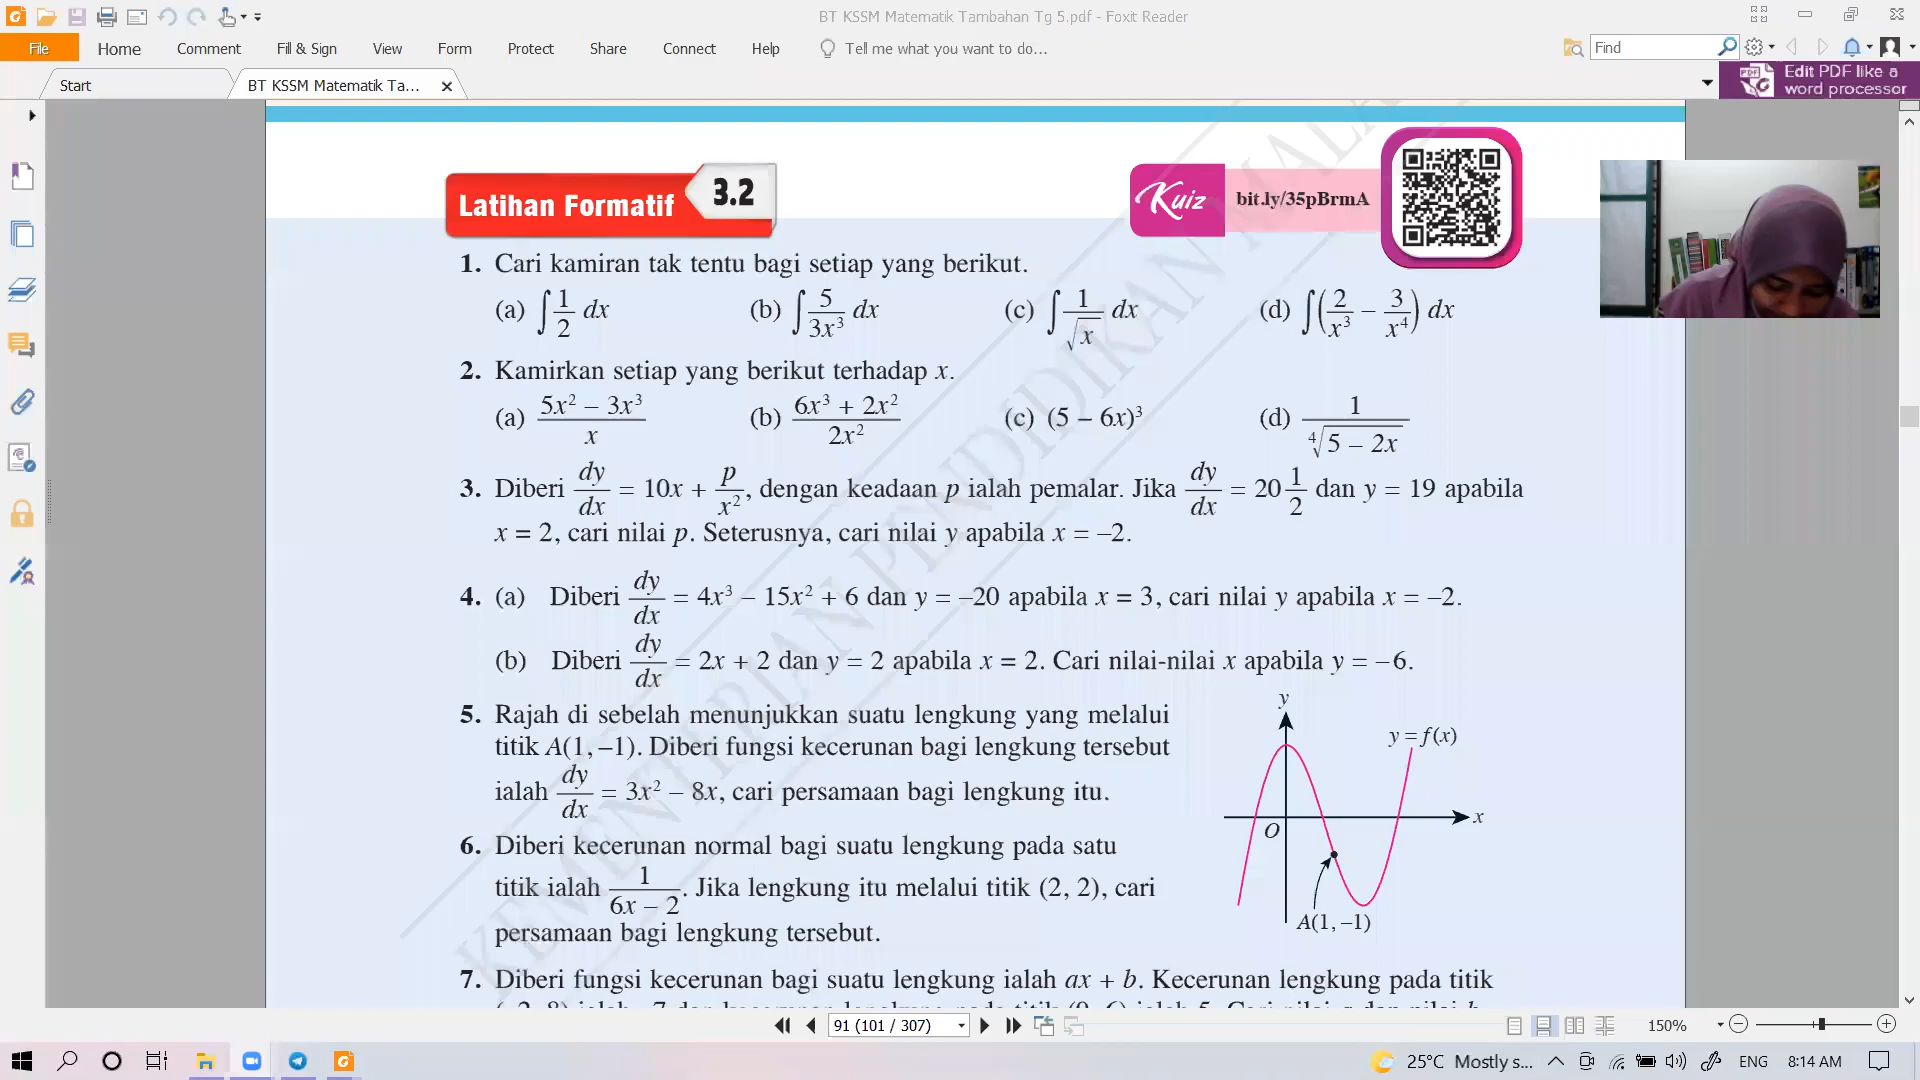 BT KSSM Matematik Tambahan Tg 5.pdf - Foxit Reader
File Home Comment Fill & Sign View Form Protect Share Connect Help Tell me what you want to do... Find
Start BT KSSM Matematik Ta...
Edit PDF like a
word processor
Latihan Formatif 3.2
Kuiz bit.ly/35pBrmA
1. Cari kamiran tak tentu bagi setiap yang berikut.
(a) ∫ 1/2 dx (b) ∫ 5/3x³ dx (c) ∫ 1/√x dx (d) ∫(2/x³ – 3/x⁴) dx
2. Kamirkan setiap yang berikut terhadap x.
(a) (5x² – 3x³)/x (b) (6x³ + 2x²)/2x² (c) (5 – 6x)³ (d) 1/⁴√(5 – 2x)
3. Diberi dy/dx = 10x + p/x², dengan keadaan p ialah pemalar. Jika dy/dx = 20 1/2 dan y = 19 apabila
x = 2, cari nilai p. Seterusnya, cari nilai y apabila x = –2.
4. (a) Diberi dy/dx = 4x³ – 15x² + 6 dan y = –20 apabila x = 3, cari nilai y apabila x = –2.
(b) Diberi dy/dx = 2x + 2 dan y = 2 apabila x = 2. Cari nilai-nilai x apabila y = –6.
5. Rajah di sebelah menunjukkan suatu lengkung yang melalui
titik A(1, –1). Diberi fungsi kecerunan bagi lengkung tersebut
ialah dy/dx = 3x² – 8x, cari persamaan bagi lengkung itu.
y
y = f(x)
x
O
A(1, –1)
6. Diberi kecerunan normal bagi suatu lengkung pada satu
titik ialah 1/(6x – 2). Jika lengkung itu melalui titik (2, 2), cari
persamaan bagi lengkung tersebut.
7. Diberi fungsi kecerunan bagi suatu lengkung ialah ax + b. Kecerunan lengkung pada titik
KEMENTERIAN PENDIDIKAN MALA
91 (101 / 307) 150%
25°C Mostly s... ENG 8:14 AM